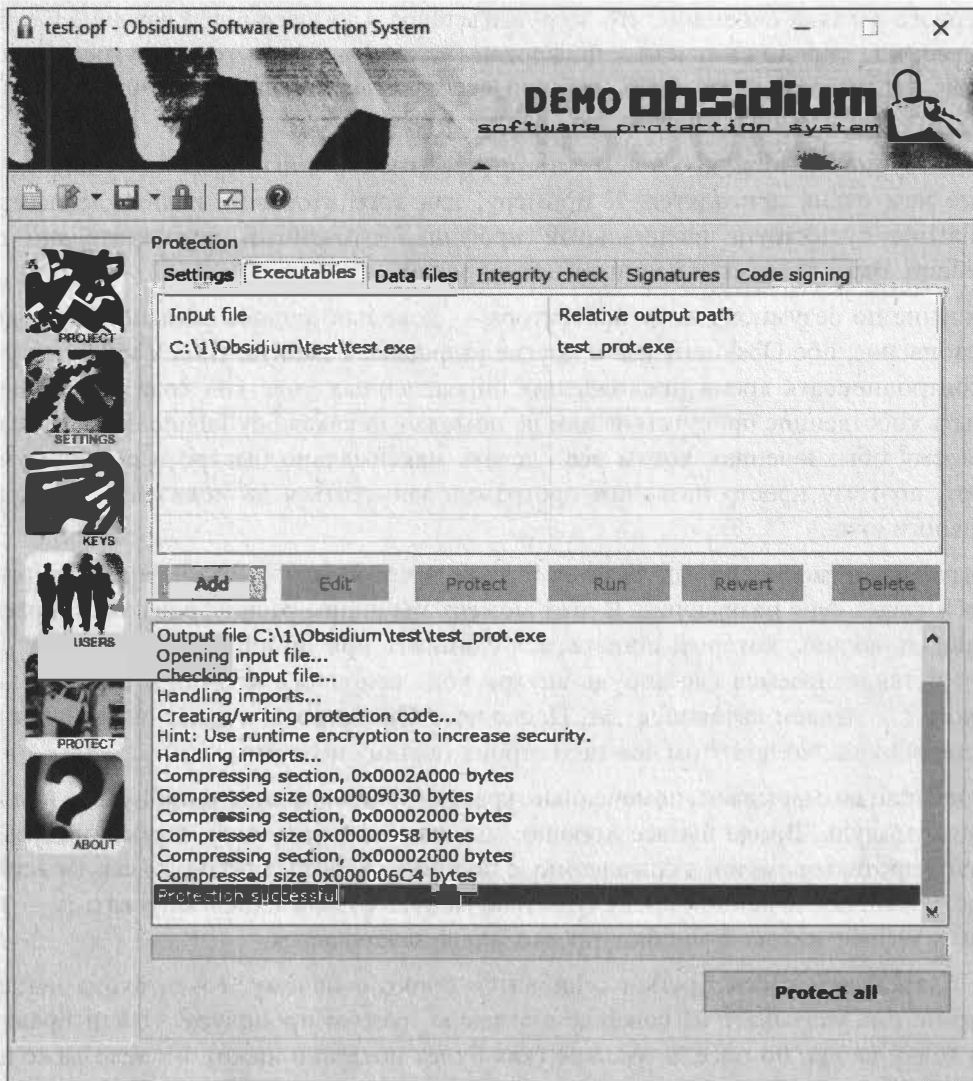 test.opf - Obsidium Software Protection System
DEMO obsidium
software protection system
Protection
Settings Executables Data files Integrity check Signatures Code signing
Input file Relative output path
C:\1\Obsidium\test\test.exe test_prot.exe
PROJECT
SETTINGS
KEYS
USERS
PROTECT
ABOUT
Add Edit Protect Run Revert Delete
Output file C:\1\Obsidium\test\test_prot.exe
Opening input file...
Checking input file...
Handling imports...
Creating/writing protection code...
Hint: Use runtime encryption to increase security.
Handling imports...
Compressing section, 0x0002A000 bytes
Compressed size 0x00009030 bytes
Compressing section, 0x00002000 bytes
Compressed size 0x00000958 bytes
Compressing section, 0x00002000 bytes
Compressed size 0x000006C4 bytes
Protection successful
Protect all